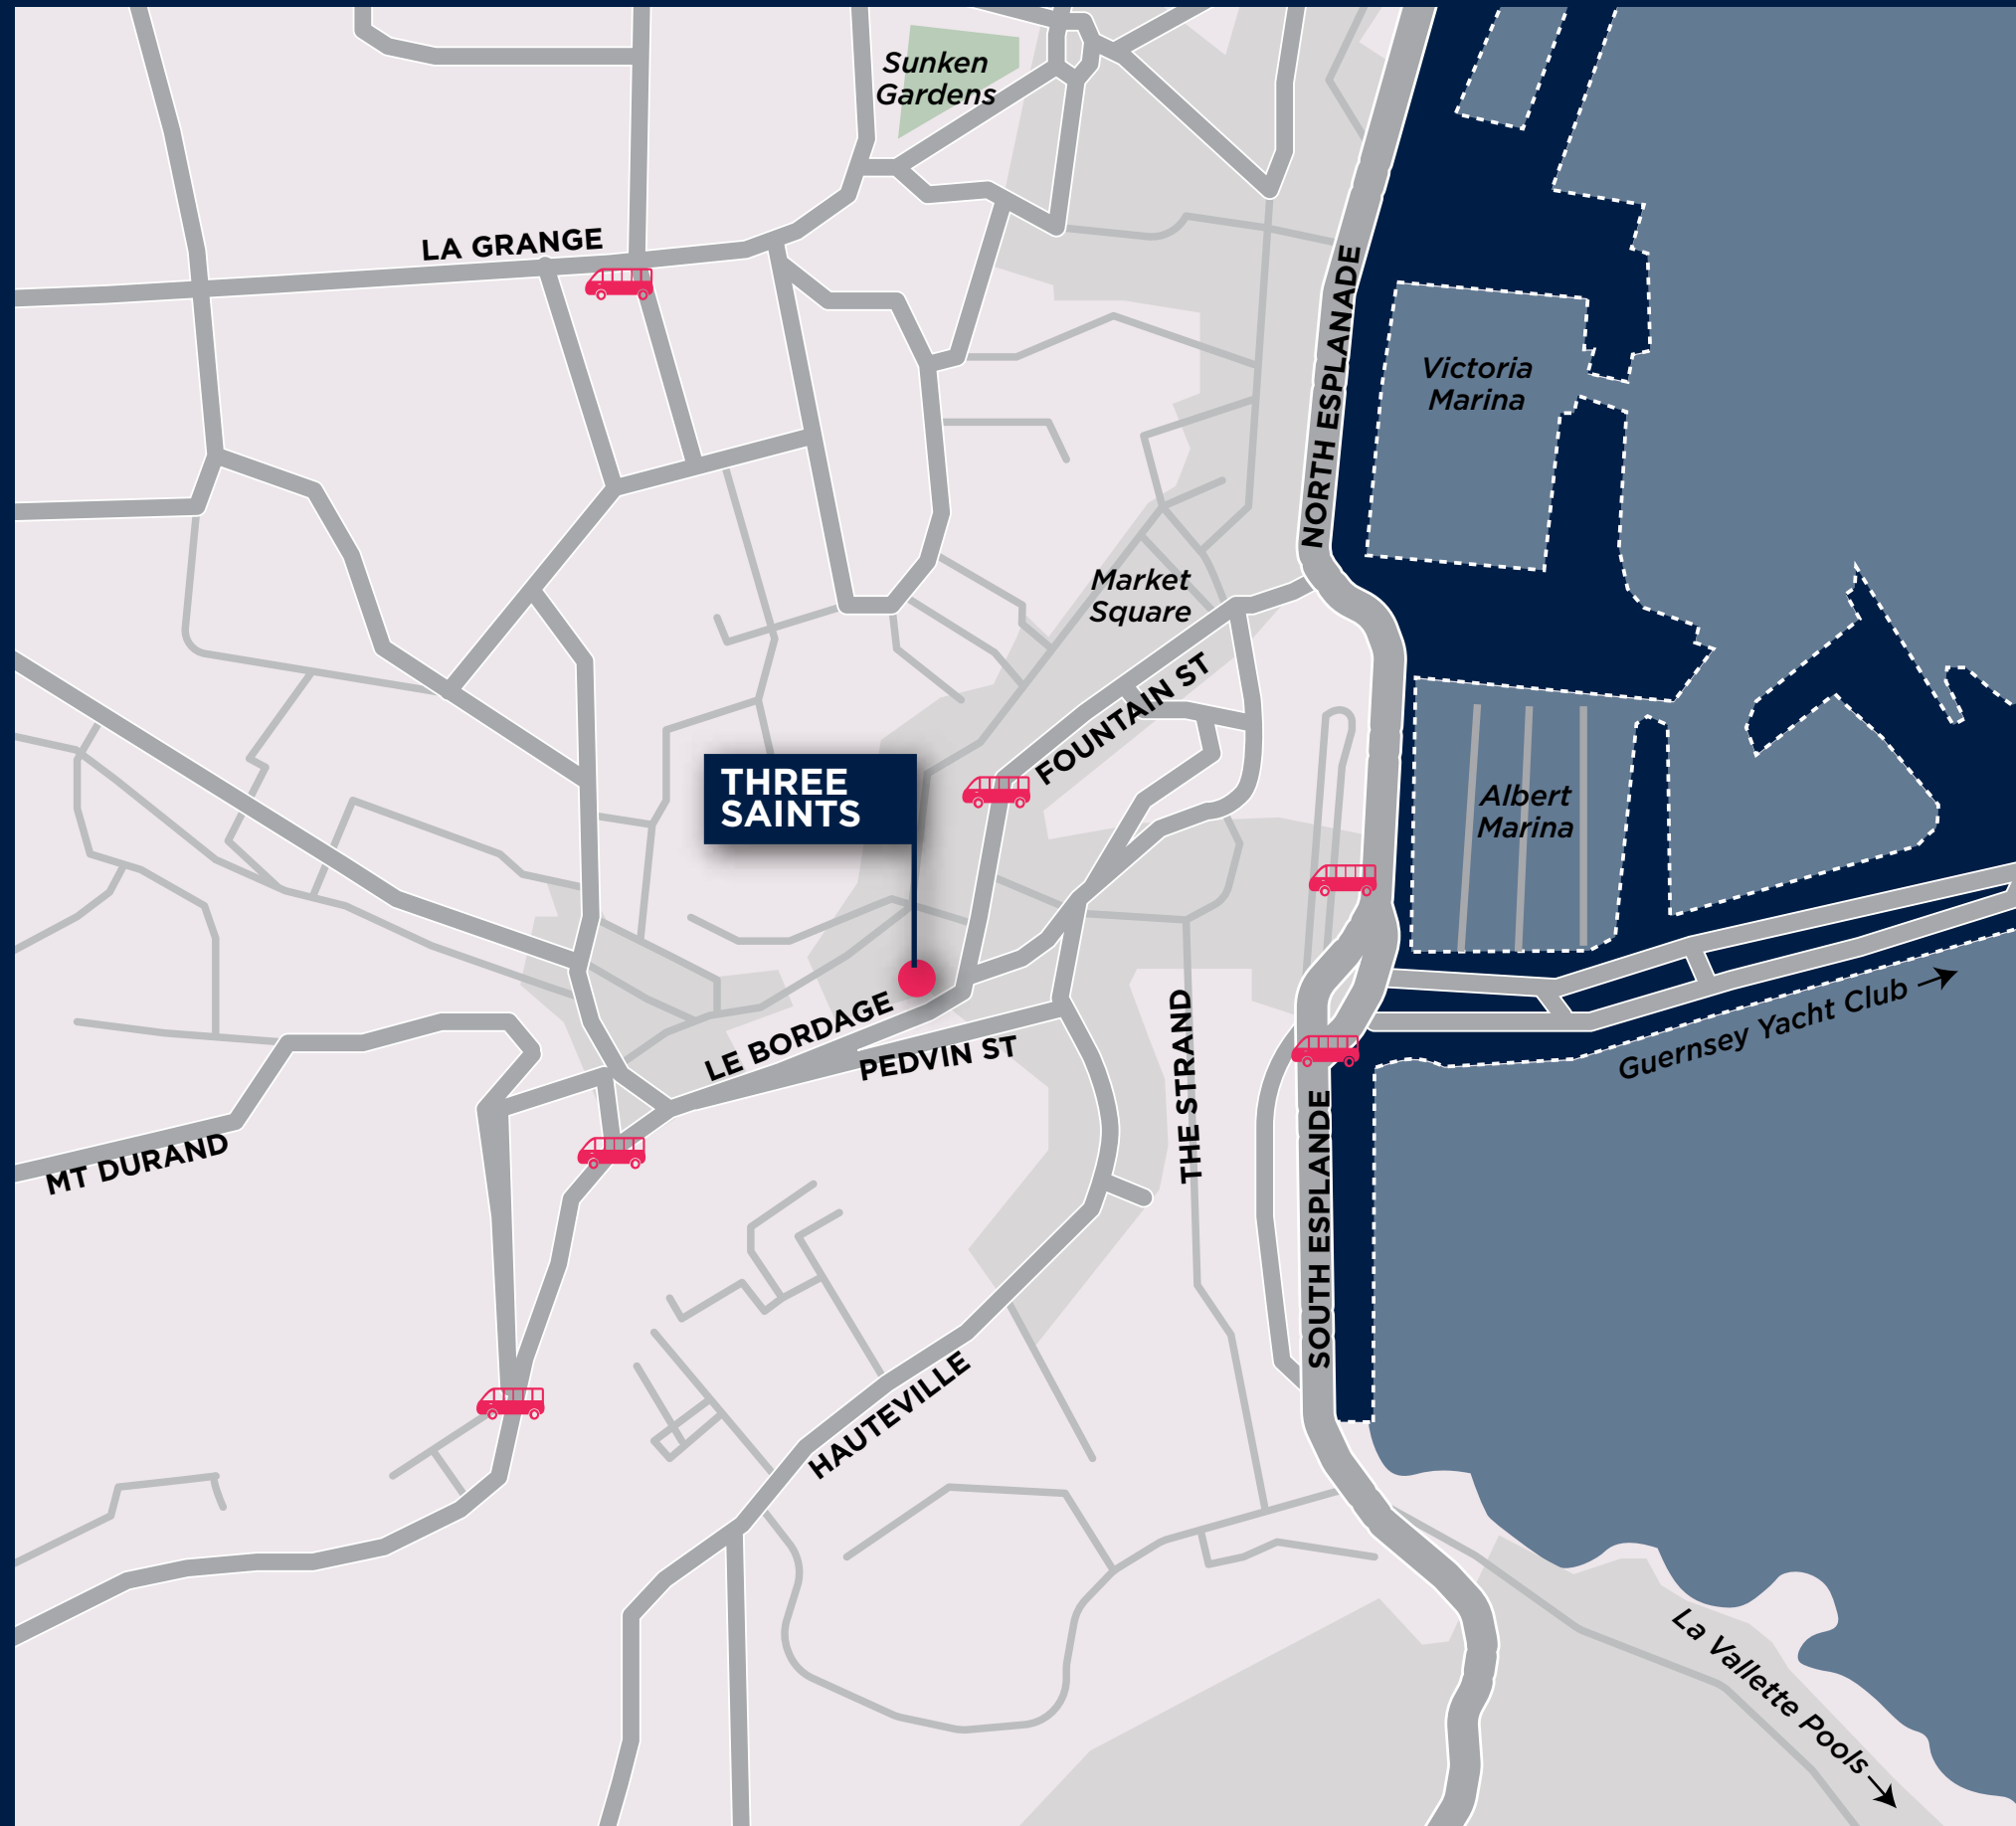 Sunken
Gardens
LA GRANGE
NORTH ESPLANADE
Victoria
Marina
Market
Square
FOUNTAIN ST
THREE
SAINTS
Albert
Marina
LE BORDAGE
PEDVIN ST
THE STRAND
Guernsey Yacht Club
MT DURAND
SOUTH ESPLANDE
HAUTEVILLE
La Vallette Pools